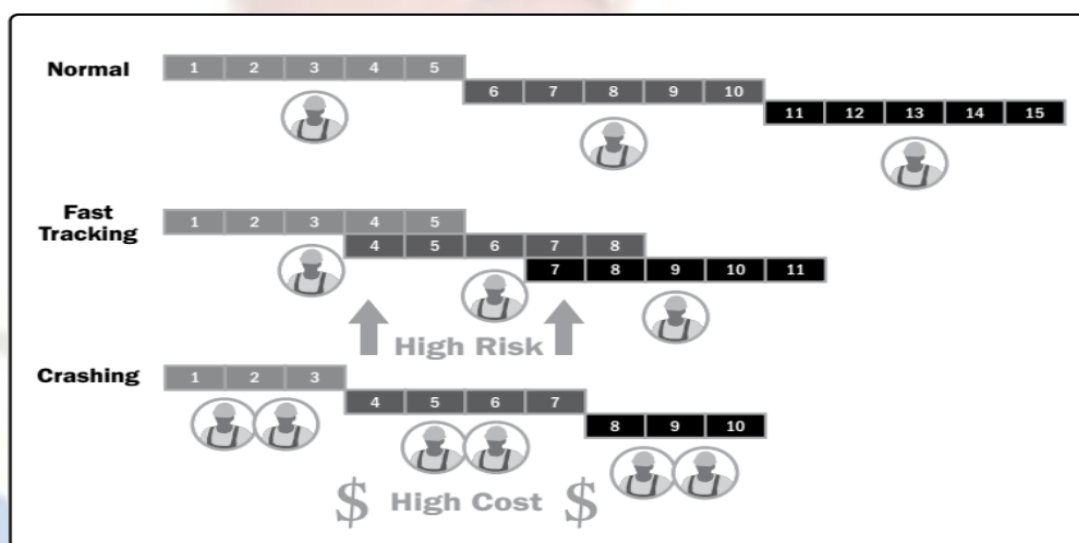 Normal
1 2 3 4 5
6 7 8 9 10
11 12 13 14 15
Fast
Tracking
1 2 3 4 5
4 5 6 7 8
7 8 9 10 11
High Risk
Crashing
1 2 3
4 5 6 7
8 9 10
$ High Cost $